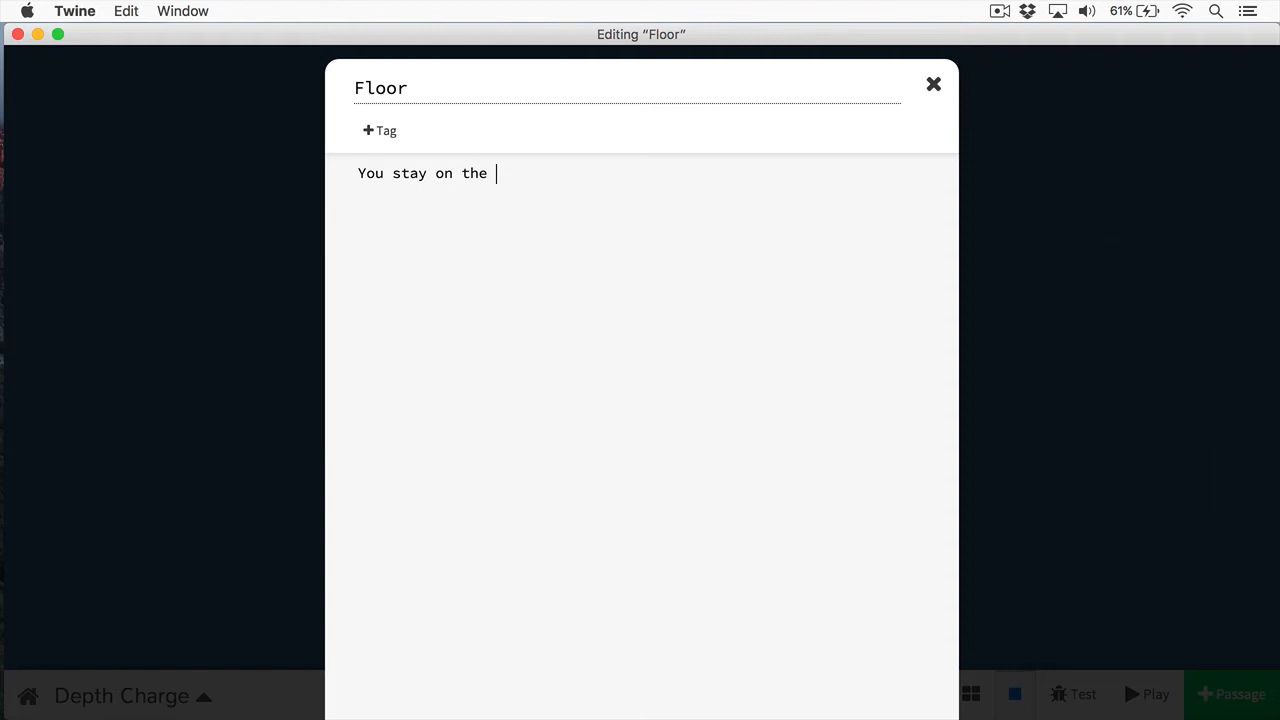 Twine Edit Window 61%
Editing “Floor”
Floor
Tag
You stay on the
Depth Charge Test Play Passage